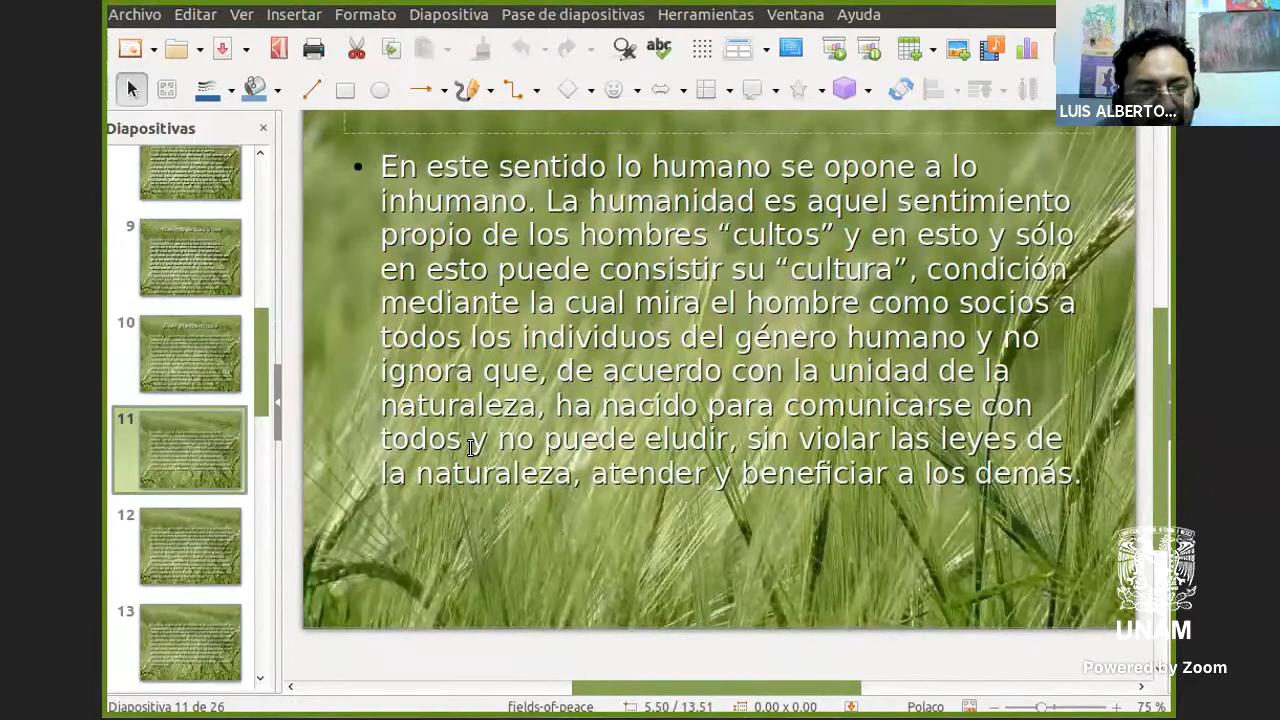 Archivo Editar Ver Insertar Formato Diapositiva Pase de diapositivas Herramientas Ventana Ayuda
abc
LUIS ALBERTO...
Diapositivas
9
10
11
12
13
En este sentido lo humano se opone a lo
inhumano. La humanidad es aquel sentimiento
propio de los hombres “cultos” y en esto y sólo
en esto puede consistir su “cultura”, condición
mediante la cual mira el hombre como socios a
todos los individuos del género humano y no
ignora que, de acuerdo con la unidad de la
naturaleza, ha nacido para comunicarse con
todos y no puede eludir, sin violar las leyes de
la naturaleza, atender y beneficiar a los demás.
UNAM
Powered by Zoom
Diapositiva 11 de 26 fields-of-peace 5.50 / 13.51 0.00 x 0.00 Polaco 75 %